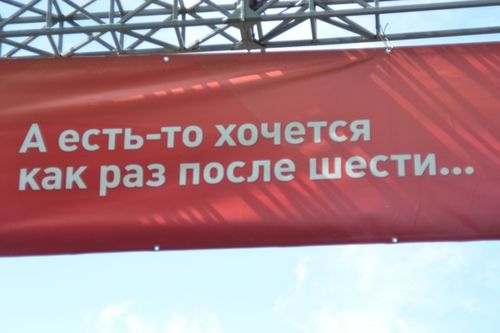 А есть-то хочется
как раз после шести...